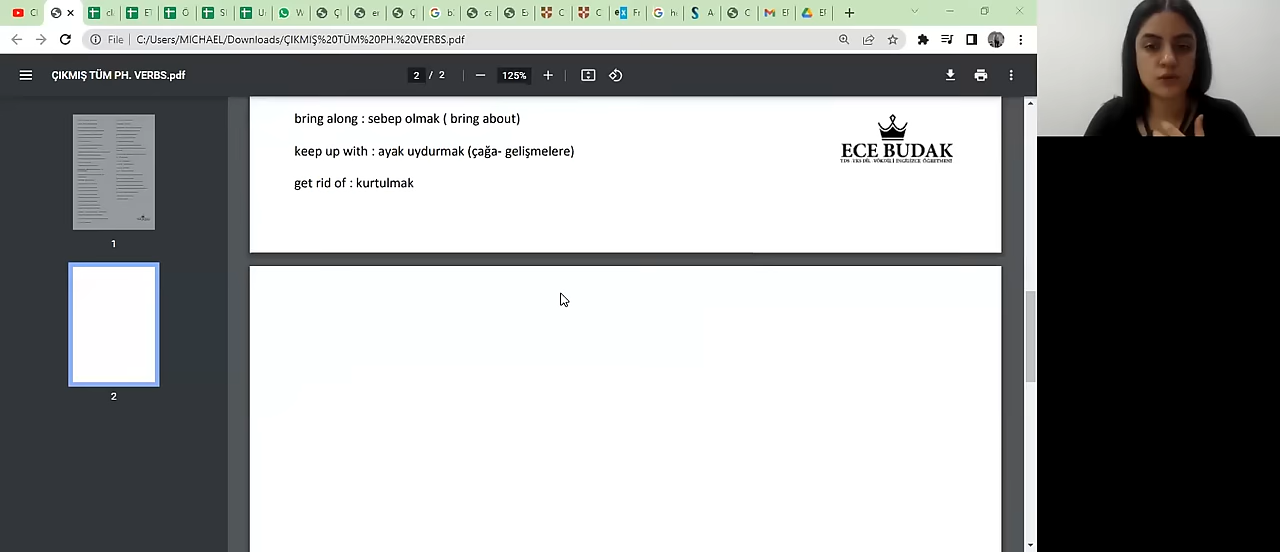 File
C:/Users/MICHAEL/Downloads/ÇIKMIŞ%20TÜM%20PH.%20VERBS.pdf
ÇIKMIŞ TÜM PH. VERBS.pdf
2 / 2
125%
bring along : sebep olmak ( bring about)
keep up with : ayak uydurmak (çağa- gelişmelere)
get rid of : kurtulmak
ECE BUDAK
1
2